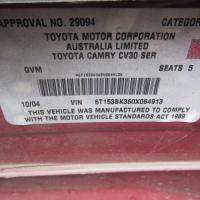 APPROVAL NO. 29094 CATEGOR
TOYOTA MOTOR CORPORATION
AUSTRALIA LIMITED
TOYOTA CAMRY CV30 SER
GVM SEATS 5
10/04 VIN 6T153BK360X064913
THIS VEHICLE WAS MANUFACTURED TO COMPLY
WITH THE MOTOR VEHICLE STANDARDS ACT 1989